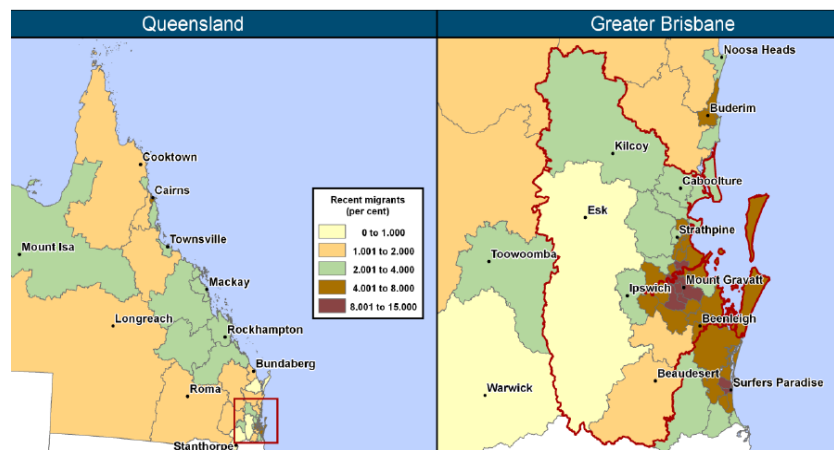 Queensland
Greater Brisbane
Cooktown
Cairns
Mount Isa
Townsville
Mackay
Longreach
Rockhampton
Bundaberg
Roma
Stanthorpe
Recent migrants
(per cent)
0 to 1.000
1.001 to 2.000
2.001 to 4.000
4.001 to 8.000
8.001 to 15.000
Noosa Heads
Buderim
Kilcoy
Caboolture
Esk
Strathpine
Toowoomba
Ipswich
Mount Gravatt
Beenleigh
Beaudesert
Warwick
Surfers Paradise